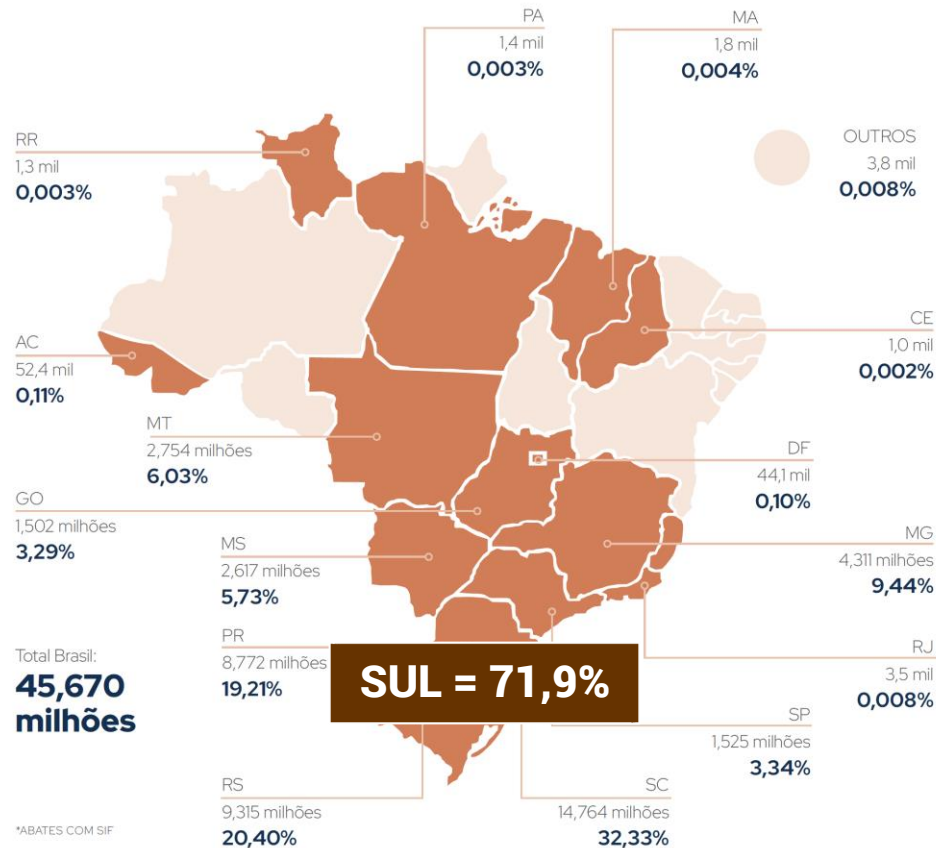 PA
1,4 mil
0,003%
MA
1,8 mil
0,004%
RR
1,3 mil
0,003%
OUTROS
3,8 mil
0,008%
CE
1,0 mil
0,002%
AC
52,4 mil
0,11%
MT
2,754 milhões
6,03%
DF
44,1 mil
0,10%
GO
1,502 milhões
3,29%
MS
2,617 milhões
5,73%
MG
4,311 milhões
9,44%
PR
8,772 milhões
19,21%
SUL = 71,9%
RJ
3,5 mil
0,008%
Total Brasil:
45,670
milhões
SP
1,525 milhões
3,34%
RS
9,315 milhões
20,40%
SC
14,764 milhões
32,33%
*ABATES COM SIF